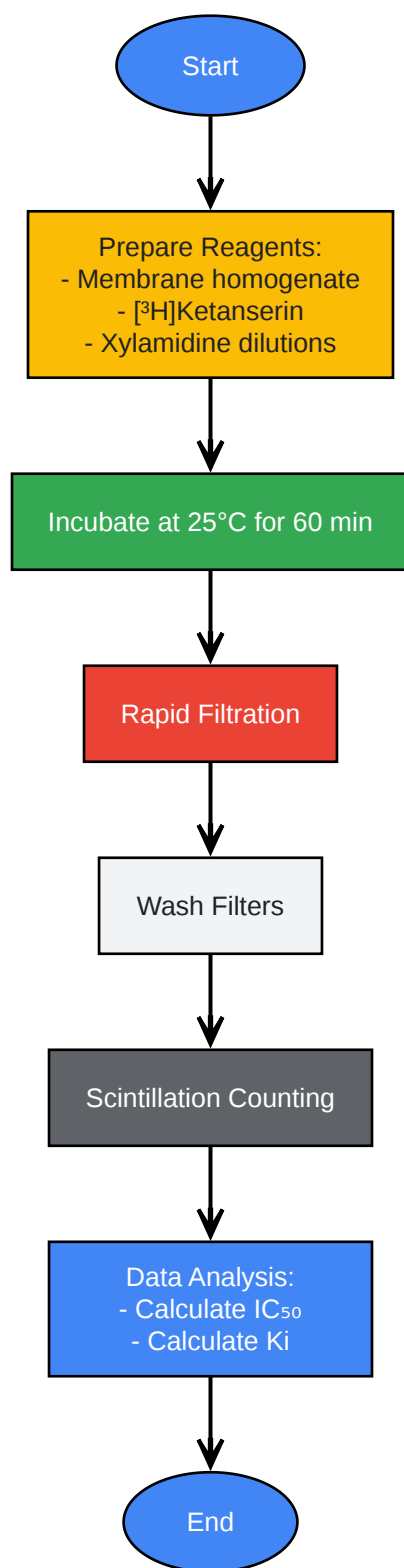 Start
Prepare Reagents:
- Membrane homogenate
- [³H]Ketanserin
- Xylamidine dilutions
Incubate at 25°C for 60 min
Rapid Filtration
Wash Filters
Scintillation Counting
Data Analysis:
- Calculate IC₅₀
- Calculate Ki
End